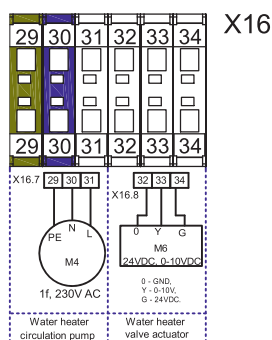 X16
29 30 31 32 33 34
29 30 31 32 33 34
X16.7 29 30 31
32 33 34
X16.8
PE N L
M4
1f, 230V AC
0 Y G
M6
24VDC, 0-10VDC
0 - GND,
Y - 0-10V,
G - 24VDC.
Water heater
circulation pump
Water heater
valve actuator